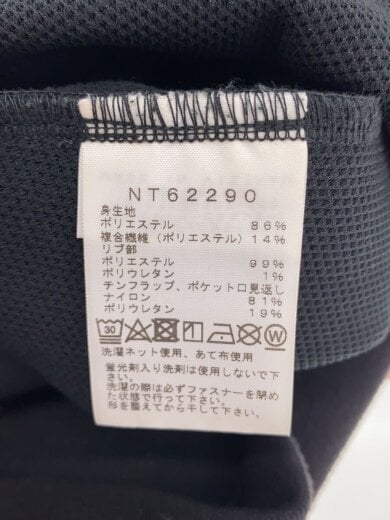 NT62290
身生地
ポリエステル 86%
複合繊維(ポリエステル)14%
リブ部
ポリエステル 99%
ポリウレタン 1%
チンフラップ、ポケット口見返し
ナイロン 81%
ポリウレタン 19%
30 W
洗濯ネット使用、あて布使用
蛍光剤入り洗剤は使用しないで下さい。
洗濯の際は必ずファスナーを閉め
た状態で行って下さい。
形を整えてから干して下さい。